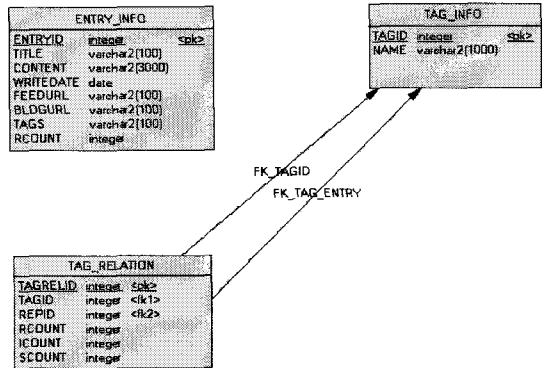 ENTRY_INFO
ENTRYID integer <pk>
TITLE varchar2(100)
CONTENT varchar2(3000)
WRITEDATE date
FEEDURL varchar2(100)
BLOGURL varchar2(100)
TAGS varchar2(100)
RCOUNT integer
TAG_INFO
TAGID integer <pk>
NAME varchar2(1000)
FK_TAGID
FK_TAG_ENTRY
TAG_RELATION
TAGRELID integer <pk>
TAGID integer <fk1>
REPID integer <fk2>
RCOUNT integer
ICOUNT integer
SCOUNT integer